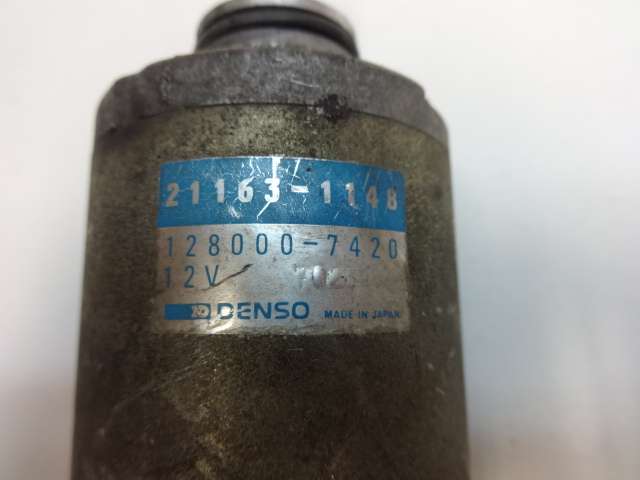 21163-1148
128000-7420
12V
DENSO MADE IN JAPAN